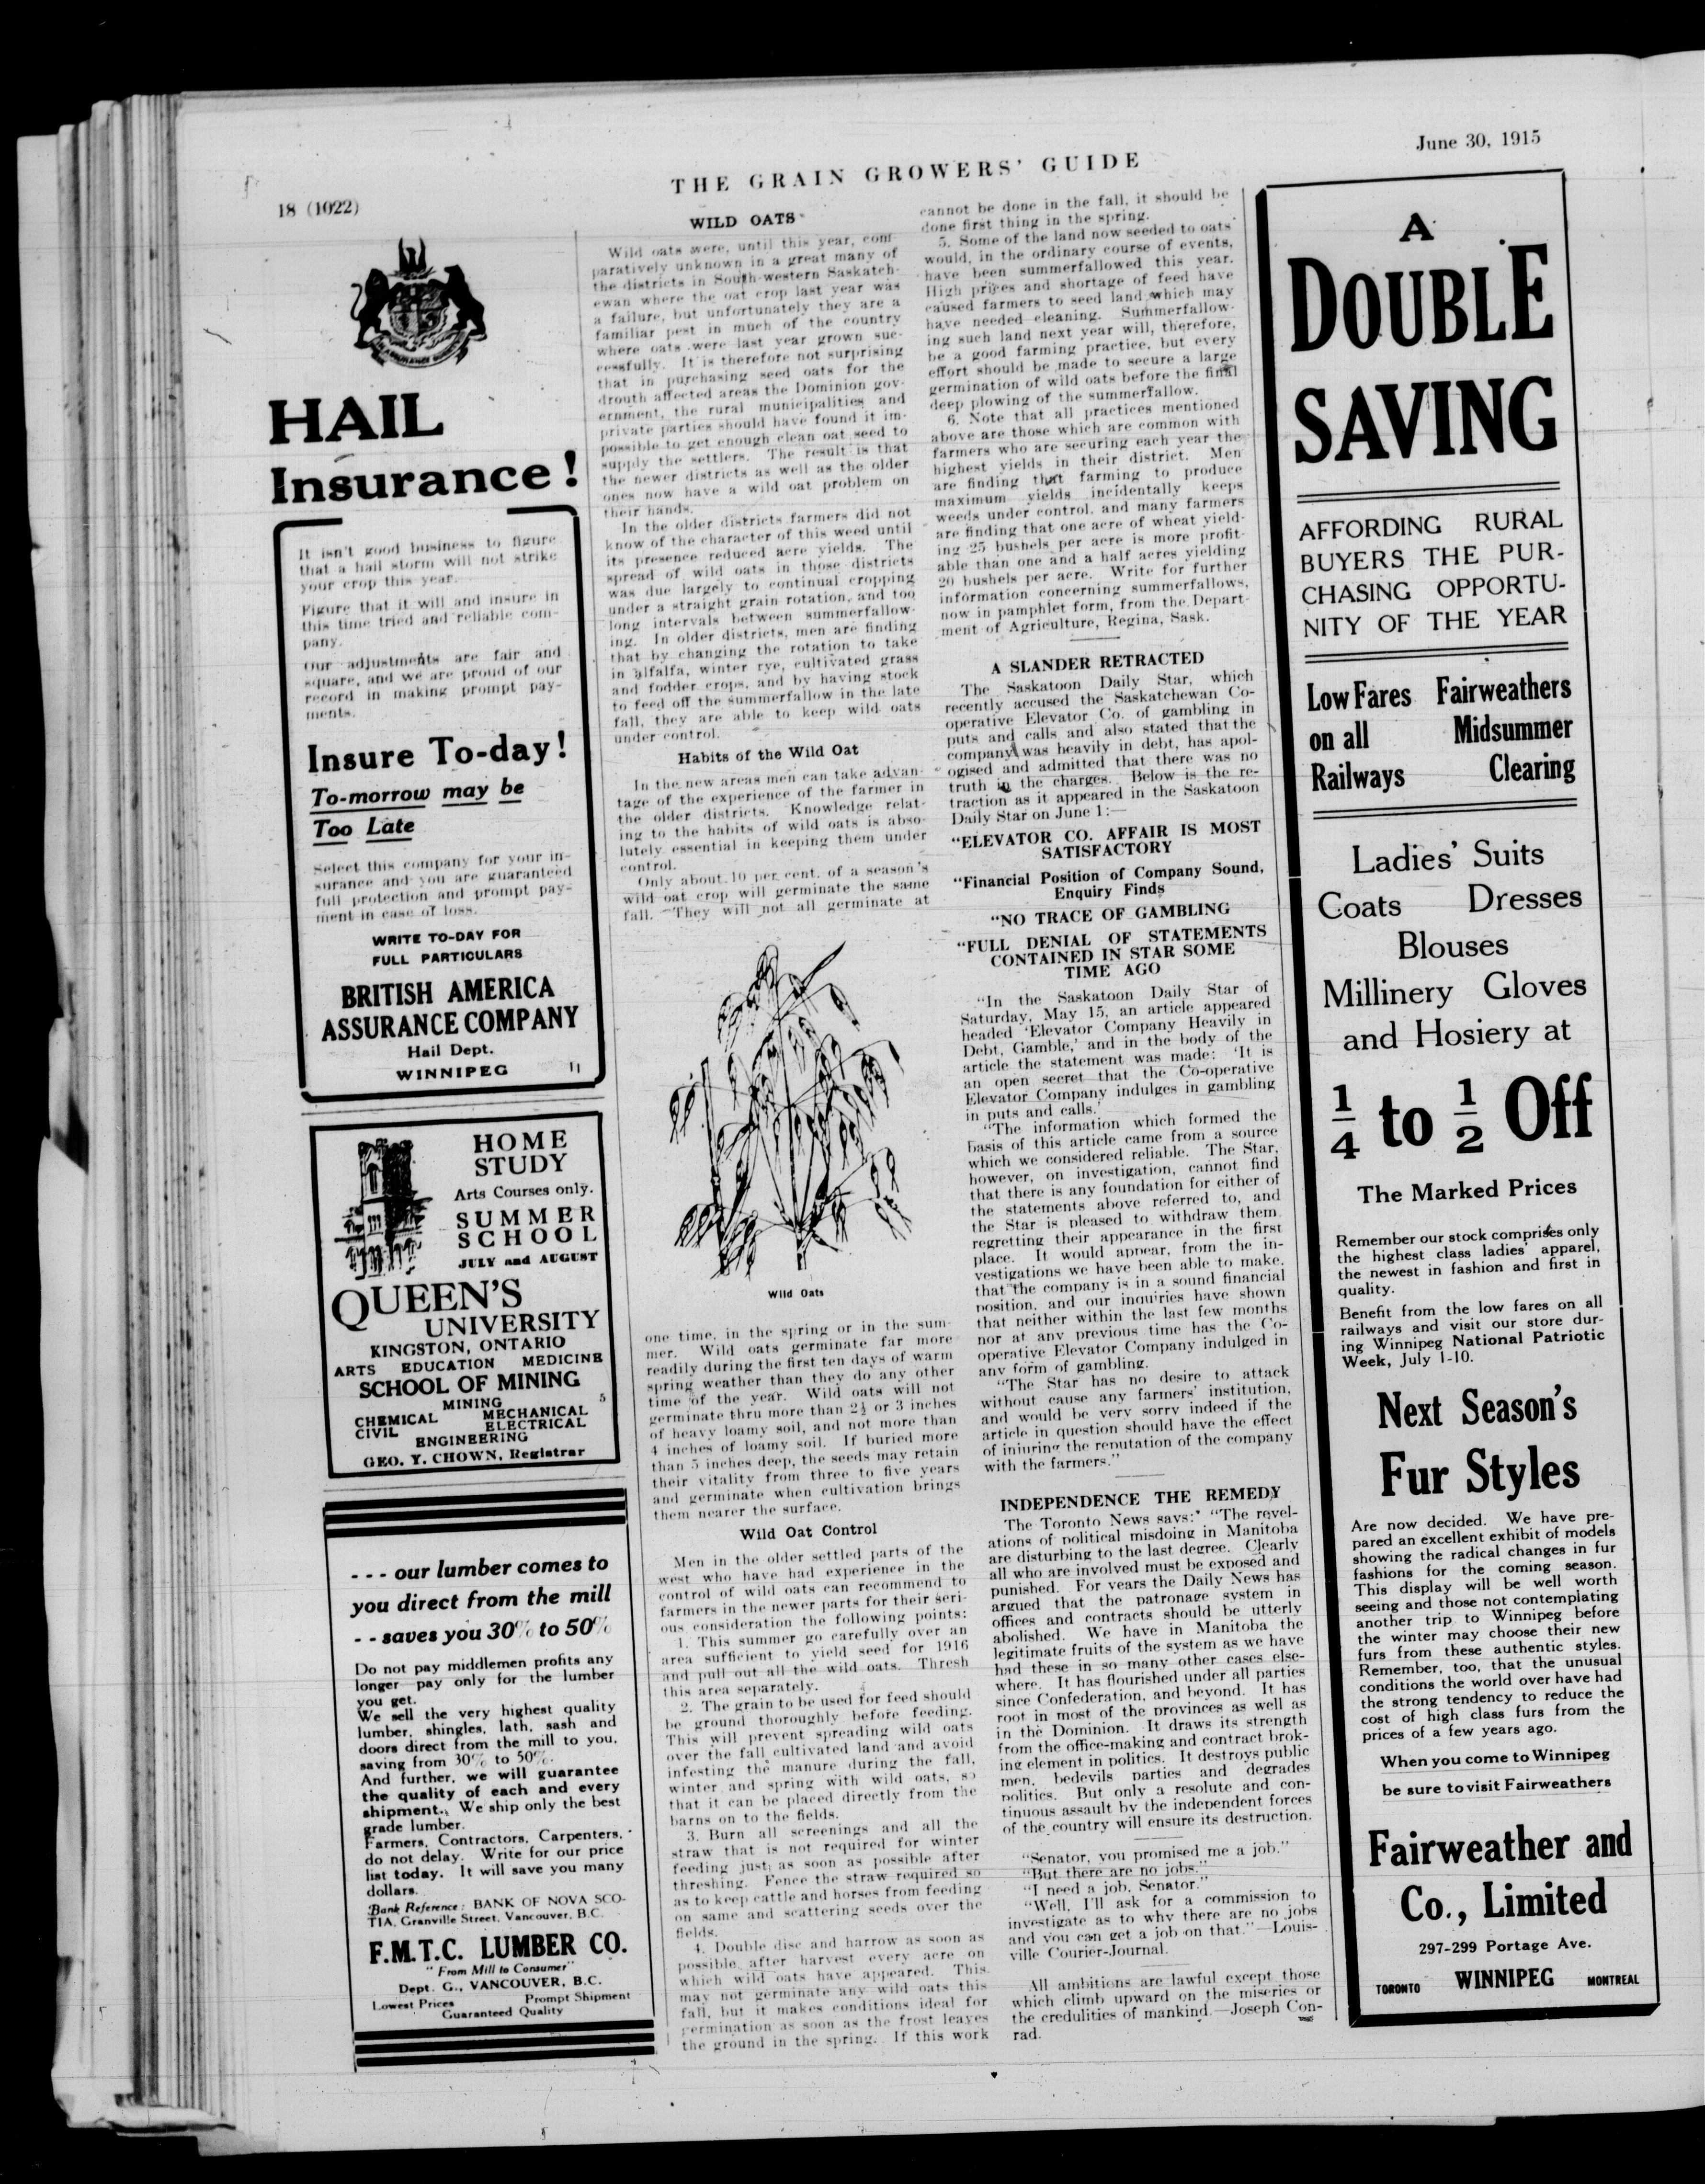 June 30, 1915
THE GRAIN GROWERS' GUIDE
18 (1022)
HAIL
Insurance!
It isn't good business to figure
that a hail storm will not strike
your crop this year.
Figure that it will and insure in
this time tried and reliable com-
pany.
Our adjustments are fair and
square, and we are proud of our
record in making prompt pay-
ments.
Insure To-day!
To-morrow may be
Too Late
Select this company for your in-
surance and you are guaranteed
full protection and prompt pay-
ment in case of loss.
WRITE TO-DAY FOR
FULL PARTICULARS
BRITISH AMERICA
ASSURANCE COMPANY
Hail Dept.
WINNIPEG 11
HOME
STUDY
Arts Courses only.
SUMMER
SCHOOL
JULY and AUGUST
QUEEN'S
UNIVERSITY
KINGSTON, ONTARIO
ARTS EDUCATION MEDICINE
SCHOOL OF MINING
MINING 5
CHEMICAL MECHANICAL
CIVIL ELECTRICAL
ENGINEERING
GEO. Y. CHOWN, Registrar
- - - our lumber comes to
you direct from the mill
- - saves you 30% to 50%
Do not pay middlemen profits any
longer pay only for the lumber
you get.
We sell the very highest quality
lumber, shingles, lath, sash and
doors direct from the mill to you,
saving from 30% to 50%.
And further, we will guarantee
the quality of each and every
shipment. We ship only the best
grade lumber.
Farmers, Contractors, Carpenters,
do not delay. Write for our price
list today. It will save you many
dollars.
Bank Reference: BANK OF NOVA SCO-
TIA, Granville Street, Vancouver, B.C.
F.M.T.C. LUMBER CO.
"From Mill to Consumer"
Dept. G., VANCOUVER, B.C.
Lowest Prices Prompt Shipment
Guaranteed Quality
WILD OATS
Wild oats were, until this year, com-
paratively unknown in a great many of
the districts in South-western Saskatch-
ewan where the oat crop last year was
a failure, but unfortunately they are a
familiar pest in much of the country
where oats were last year grown suc-
cessfully. It is therefore not surprising
that in purchasing seed oats for the
drouth affected areas the Dominion gov-
ernment, the rural municipalities and
private parties should have found it im-
possible to get enough clean oat seed to
supply the settlers. The result is that
the newer districts as well as the older
ones now have a wild oat problem on
their hands.
In the older districts farmers did not
know of the character of this weed until
its presence reduced acre yields. The
spread of wild oats in those districts
was due largely to continual cropping
under a straight grain rotation, and too
long intervals between summerfallow-
ing. In older districts, men are finding
that by changing the rotation to take
in alfalfa, winter rye, cultivated grass
and fodder crops, and by having stock
to feed off the summerfallow in the late
fall, they are able to keep wild oats
under control.
Habits of the Wild Oat
In the new areas men can take advan-
tage of the experience of the farmer in
the older districts. Knowledge relat-
ing to the habits of wild oats is abso-
lutely essential in keeping them under
control.
Only about 10 per cent. of a season's
wild oat crop will germinate the same
fall. They will not all germinate at
Wild Oats
one time, in the spring or in the sum-
mer. Wild oats germinate far more
readily during the first ten days of warm
spring weather than they do any other
time of the year. Wild oats will not
germinate thru more than 2½ or 3 inches
of heavy loamy soil, and not more than
4 inches of loamy soil. If buried more
than 5 inches deep, the seeds may retain
their vitality from three to five years
and germinate when cultivation brings
them nearer the surface.
Wild Oat Control
Men in the older settled parts of the
west who have had experience in the
control of wild oats can recommend to
farmers in the newer parts for their seri-
ous consideration the following points:
1. This summer go carefully over an
area sufficient to yield seed for 1916
and pull out all the wild oats. Thresh
this area separately.
2. The grain to be used for feed should
be ground thoroughly before feeding.
This will prevent spreading wild oats
over the fall cultivated land and avoid
infesting the manure during the fall,
winter and spring with wild oats, so
that it can be placed directly from the
barns on to the fields.
3. Burn all screenings and all the
straw that is not required for winter
feeding just as soon as possible after
threshing. Fence the straw required so
as to keep cattle and horses from feeding
on same and scattering seeds over the
fields.
4. Double disc and harrow as soon as
possible after harvest every acre on
which wild oats have appeared. This
may not germinate any wild oats this
fall, but it makes conditions ideal for
germination as soon as the frost leaves
the ground in the spring. If this work
cannot be done in the fall, it should be
done first thing in the spring.
5. Some of the land now seeded to oats
would, in the ordinary course of events,
have been summerfallowed this year.
High prices and shortage of feed have
caused farmers to seed land which may
have needed cleaning. Summerfallow-
ing such land next year will, therefore,
be a good farming practice, but every
effort should be made to secure a large
germination of wild oats before the final
deep plowing of the summerfallow.
6. Note that all practices mentioned
above are those which are common with
farmers who are securing each year the
highest yields in their district. Men
are finding that farming to produce
maximum yields incidentally keeps
weeds under control, and many farmers
are finding that one acre of wheat yield-
ing 25 bushels per acre is more profit-
able than one and a half acres yielding
20 bushels per acre. Write for further
information concerning summerfallows,
now in pamphlet form, from the Depart-
ment of Agriculture, Regina, Sask.
A SLANDER RETRACTED
The Saskatoon Daily Star, which
recently accused the Saskatchewan Co-
operative Elevator Co. of gambling in
puts and calls and also stated that the
company was heavily in debt, has apol-
ogised and admitted that there was no
truth in the charges. Below is the re-
traction as it appeared in the Saskatoon
Daily Star on June 1:—
"ELEVATOR CO. AFFAIR IS MOST
SATISFACTORY
"Financial Position of Company Sound,
Enquiry Finds
"NO TRACE OF GAMBLING
"FULL DENIAL OF STATEMENTS
CONTAINED IN STAR SOME
TIME AGO
"In the Saskatoon Daily Star of
Saturday, May 15, an article appeared
headed 'Elevator Company Heavily in
Debt, Gamble,' and in the body of the
article the statement was made: 'It is
an open secret that the Co-operative
Elevator Company indulges in gambling
in puts and calls.'
"The information which formed the
basis of this article came from a source
which we considered reliable. The Star,
however, on investigation, cannot find
that there is any foundation for either of
the statements above referred to, and
the Star is pleased to withdraw them,
regretting their appearance in the first
place. It would appear, from the in-
vestigations we have been able to make,
that the company is in a sound financial
position, and our inquiries have shown
that neither within the last few months
nor at any previous time has the Co-
operative Elevator Company indulged in
any form of gambling.
"The Star has no desire to attack
without cause any farmers' institution,
and would be very sorry indeed if the
article in question should have the effect
of injuring the reputation of the company
with the farmers."
INDEPENDENCE THE REMEDY
The Toronto News says: "The revel-
ations of political misdoing in Manitoba
are disturbing to the last degree. Clearly
all who are involved must be exposed and
punished. For years the Daily News has
argued that the patronage system in
offices and contracts should be utterly
abolished. We have in Manitoba the
legitimate fruits of the system as we have
had these in so many other cases else-
where. It has flourished under all parties
since Confederation, and beyond. It has
root in most of the provinces as well as
in the Dominion. It draws its strength
from the office-making and contract brok-
ing element in politics. It destroys public
men, bedevils parties and degrades
politics. But only a resolute and con-
tinuous assault by the independent forces
of the country will ensure its destruction.
"Senator, you promised me a job."
"But there are no jobs."
"I need a job, Senator."
"Well, I'll ask for a commission to
investigate as to why there are no jobs
and you can get a job on that."—Louis-
ville Courier-Journal.
All ambitions are lawful except those
which climb upward on the miseries or
the credulities of mankind.—Joseph Con-
rad.
A
DOUBLE
SAVING
AFFORDING RURAL
BUYERS THE PUR-
CHASING OPPORTU-
NITY OF THE YEAR
Low Fares Fairweathers
on all Midsummer
Railways Clearing
Ladies' Suits
Coats Dresses
Blouses
Millinery Gloves
and Hosiery at
1/4 to 1/2 Off
The Marked Prices
Remember our stock comprises only
the highest class ladies' apparel,
the newest in fashion and first in
quality.
Benefit from the low fares on all
railways and visit our store dur-
ing Winnipeg National Patriotic
Week, July 1-10.
Next Season's
Fur Styles
Are now decided. We have pre-
pared an excellent exhibit of models
showing the radical changes in fur
fashions for the coming season.
This display will be well worth
seeing and those not contemplating
another trip to Winnipeg before
the winter may choose their new
furs from these authentic styles.
Remember, too, that the unusual
conditions the world over have had
the strong tendency to reduce the
cost of high class furs from the
prices of a few years ago.
When you come to Winnipeg
be sure to visit Fairweathers
Fairweather and
Co., Limited
297-299 Portage Ave.
TORONTO WINNIPEG MONTREAL